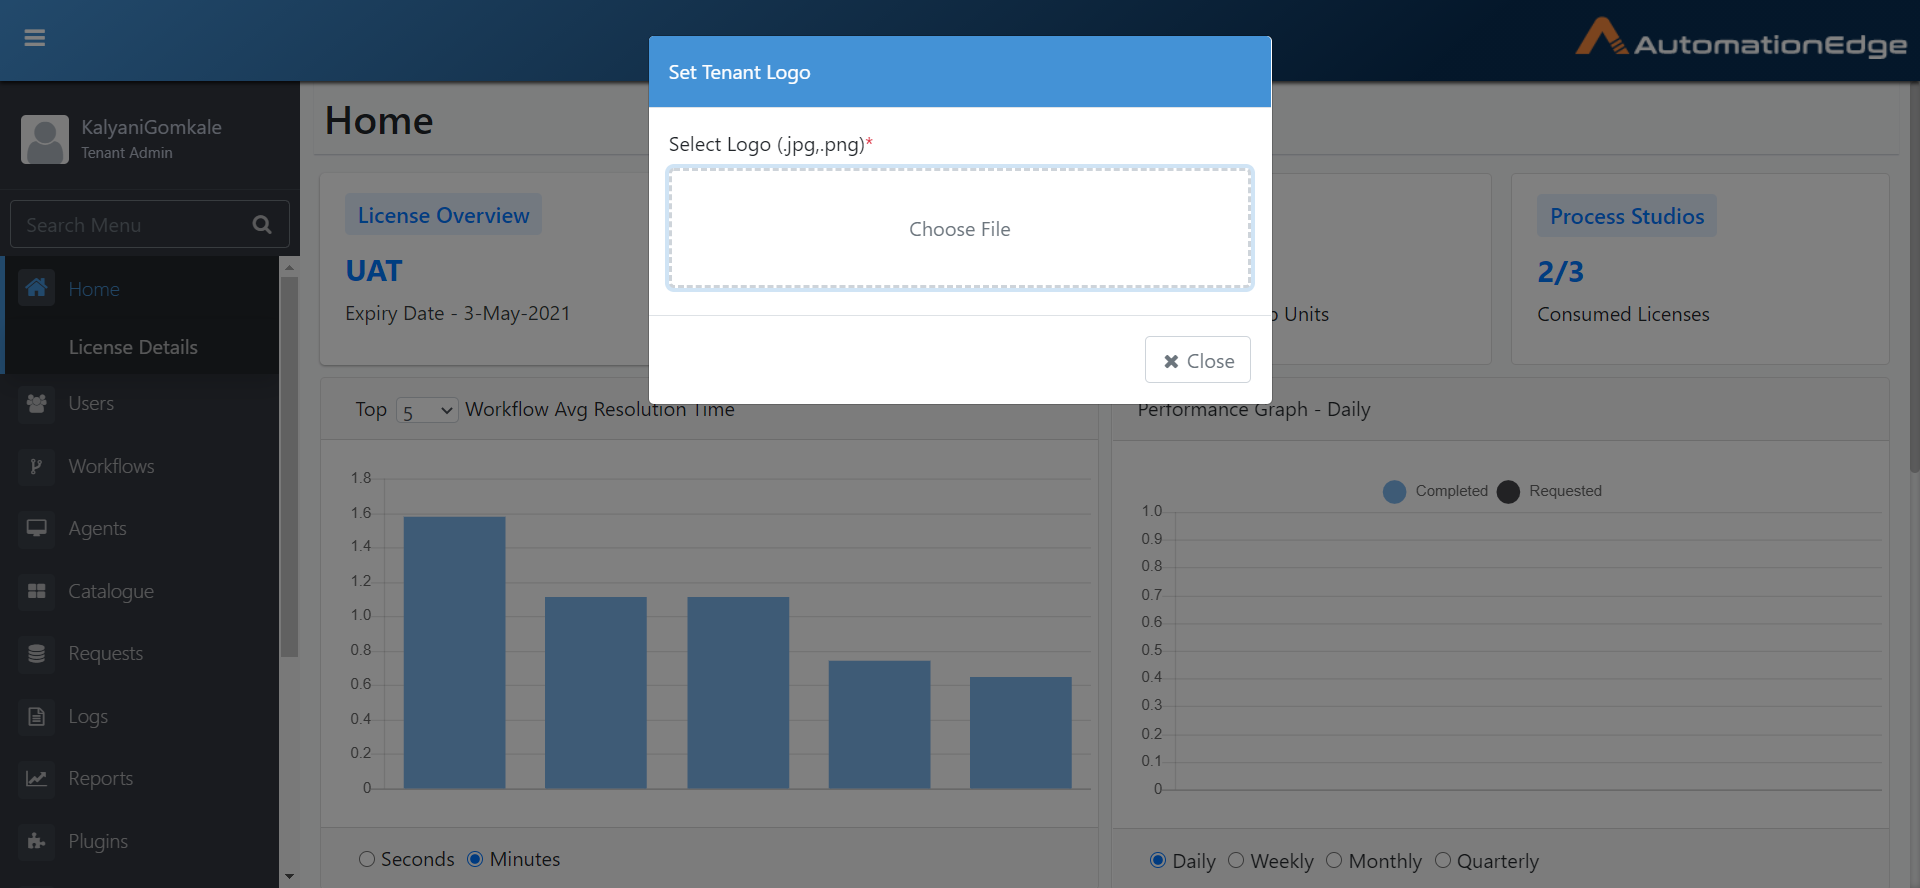 AutomationEdge
KalyaniGomkale
Tenant Admin
Search Menu
Home
License Details
Users
Workflows
Agents
Catalogue
Requests
Logs
Reports
Plugins
Home
License Overview
UAT
Expiry Date - 3-May-2021
Set Tenant Logo
Select Logo (.jpg,.png)*
Choose File
Close
Units
Process Studios
2/3
Consumed Licenses
Top 5 Workflow Avg Resolution Time
1.8
1.6
1.4
1.2
1.0
0.8
0.6
0.4
0.2
0
Seconds Minutes
Performance Graph - Daily
Completed Requested
1.0
0.9
0.8
0.7
0.6
0.5
0.4
0.3
0.2
0.1
0
Daily Weekly Monthly Quarterly